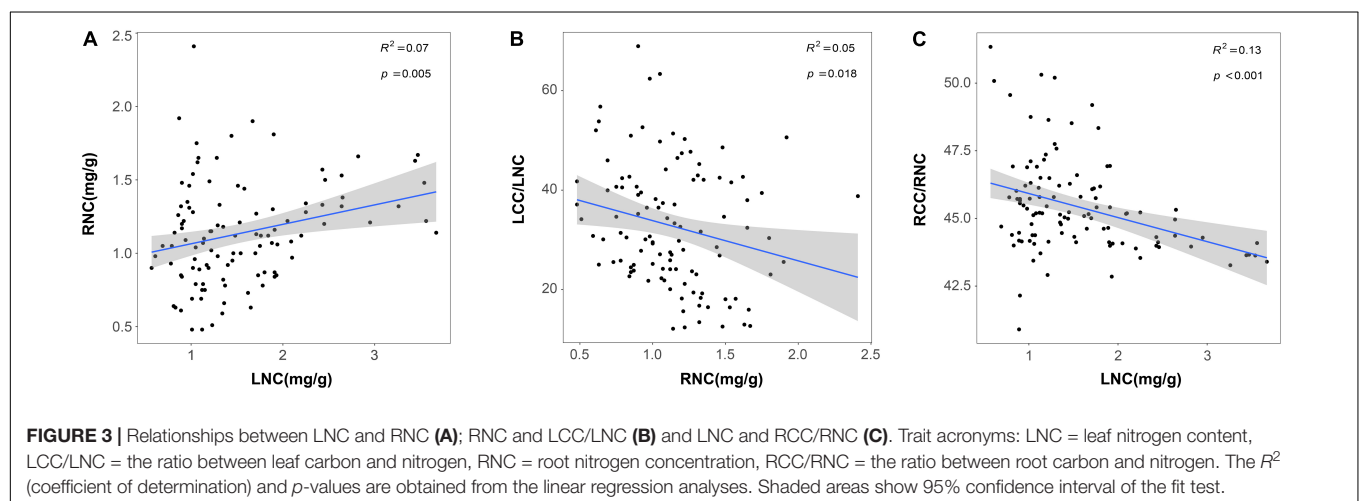 A
R² = 0.07
p = 0.005
2.5
2.0
1.5
1.0
0.5
RNC(mg/g)
1 2 3
LNC(mg/g)
B
R² = 0.05
p = 0.018
60
40
20
LCC/LNC
0.5 1.0 1.5 2.0 2.5
RNC(mg/g)
C
R² = 0.13
p < 0.001
50.0
47.5
45.0
42.5
RCC/RNC
1 2 3
LNC(mg/g)
FIGURE 3 | Relationships between LNC and RNC (A); RNC and LCC/LNC (B) and LNC and RCC/RNC (C). Trait acronyms: LNC = leaf nitrogen content,
LCC/LNC = the ratio between leaf carbon and nitrogen, RNC = root nitrogen concentration, RCC/RNC = the ratio between root carbon and nitrogen. The R²
(coefficient of determination) and p-values are obtained from the linear regression analyses. Shaded areas show 95% confidence interval of the fit test.